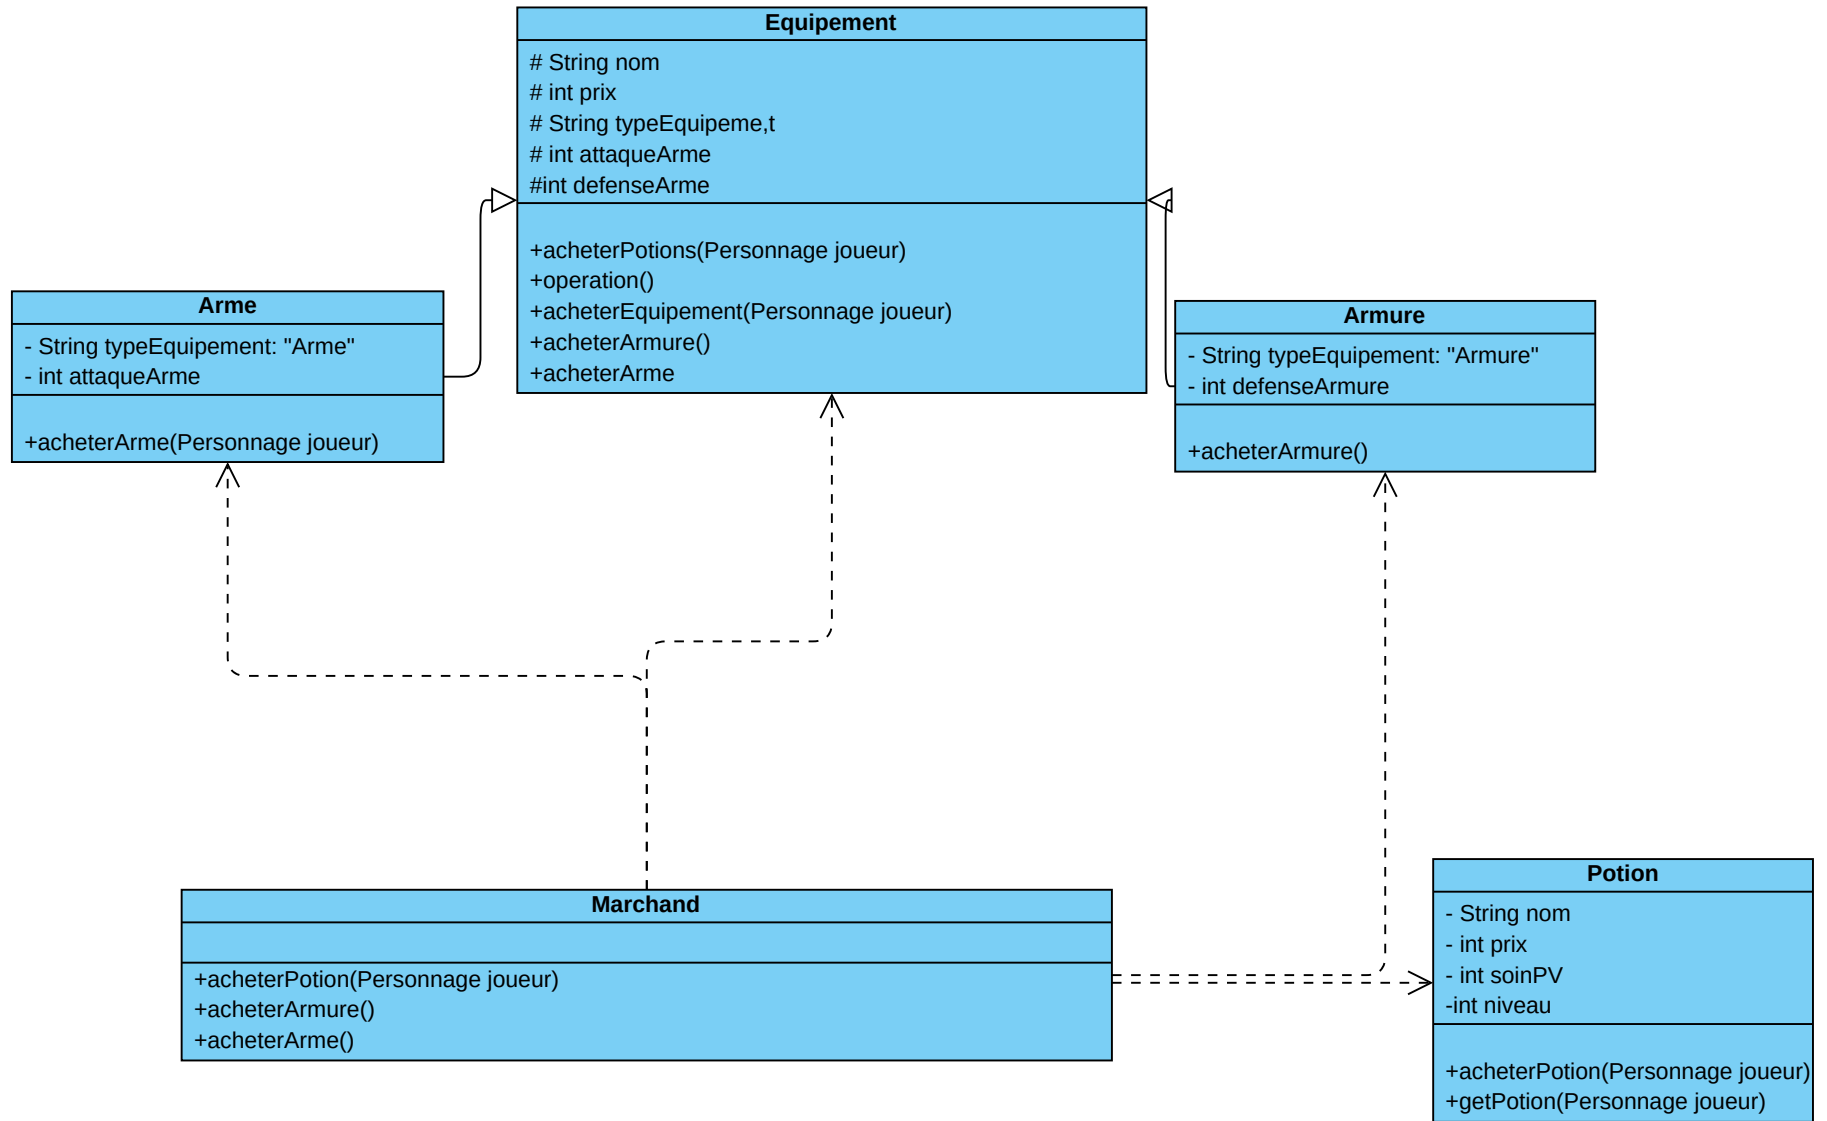 Equipement
# String nom
# int prix
# String typeEquipeme,t
# int attaqueArme
#int defenseArme
+acheterPotions(Personnage joueur)
+operation()
+acheterEquipement(Personnage joueur)
+acheterArmure()
+acheterArme
Arme
- String typeEquipement: "Arme"
- int attaqueArme
+acheterArme(Personnage joueur)
Armure
- String typeEquipement: "Armure"
- int defenseArmure
+acheterArmure()
Marchand
+acheterPotion(Personnage joueur)
+acheterArmure()
+acheterArme()
Potion
- String nom
- int prix
- int soinPV
-int niveau
+acheterPotion(Personnage joueur)
+getPotion(Personnage joueur)